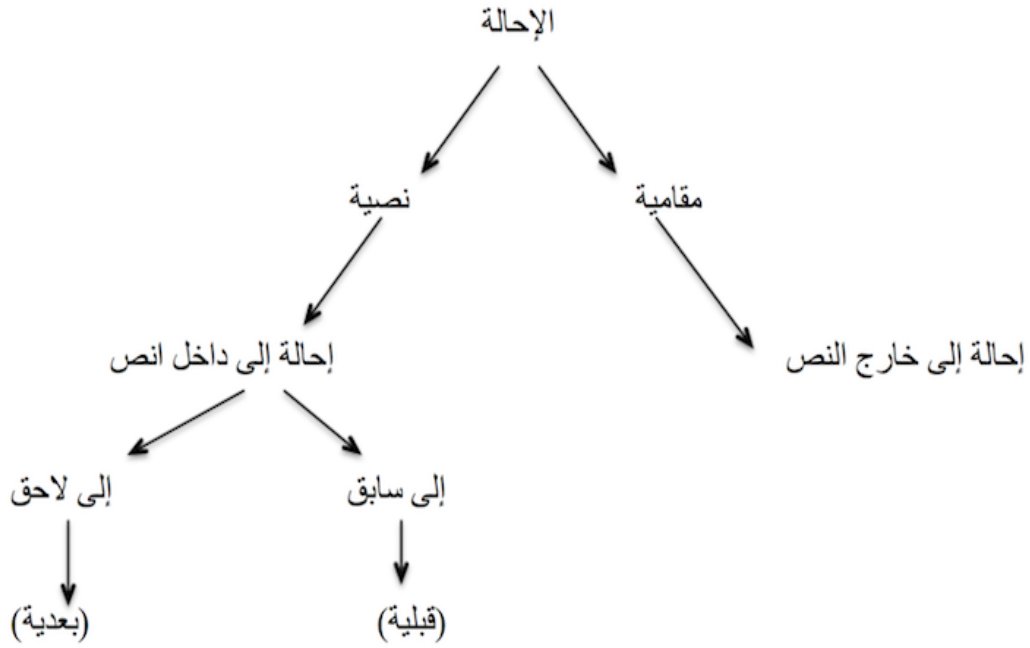 الإحالة
مقامية
نصية
إحالة إلى خارج النص
إحالة إلى داخل انص
إلى سابق
إلى لاحق
(قبلية)
(بعدية)